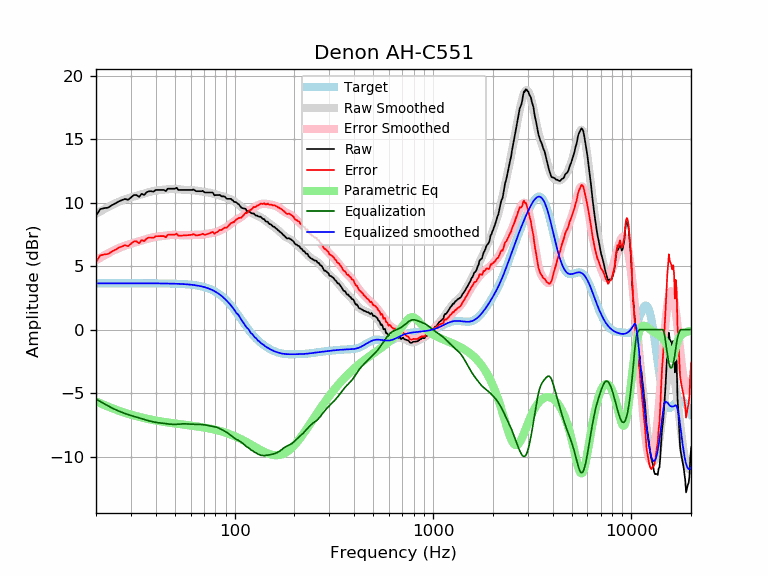 Denon AH-C551
20
15
10
5
0
−5
−10
Amplitude (dBr)
Target
Raw Smoothed
Error Smoothed
Raw
Error
Parametric Eq
Equalization
Equalized smoothed
100 1000 10000
Frequency (Hz)